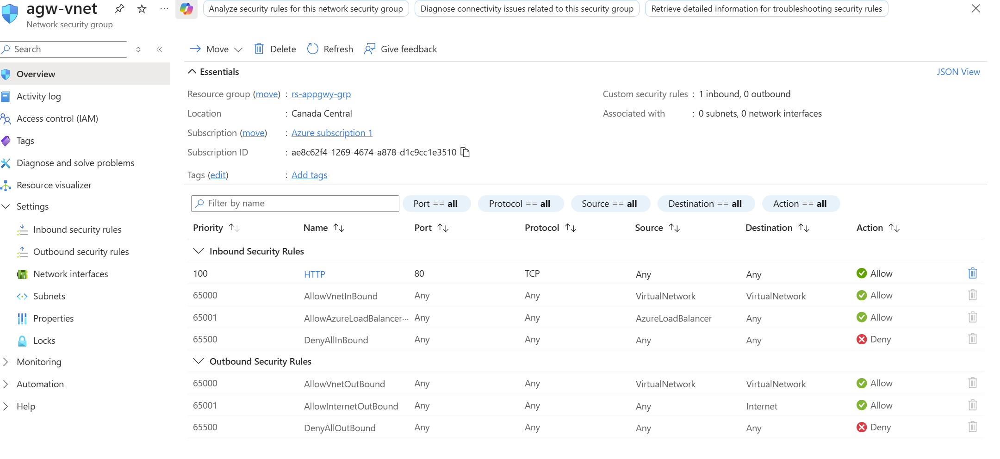 agw-vnet
Network security group
Analyze security rules for this network security group
Diagnose connectivity issues related to this security group
Retrieve detailed information for troubleshooting security rules
Search
Overview
Activity log
Access control (IAM)
Tags
Diagnose and solve problems
Resource visualizer
Settings
Inbound security rules
Outbound security rules
Network interfaces
Subnets
Properties
Locks
Monitoring
Automation
Help
Move Delete Refresh Give feedback
Essentials JSON View
Resource group (move) : rs-appgwy-grp
Location : Canada Central
Subscription (move) : Azure subscription 1
Subscription ID : ae8c62f4-1269-4674-a878-d1c9cc1e3510
Tags (edit) : Add tags
Custom security rules : 1 inbound, 0 outbound
Associated with : 0 subnets, 0 network interfaces
Filter by name Port == all Protocol == all Source == all Destination == all Action == all
Priority Name Port Protocol Source Destination Action
Inbound Security Rules
100 HTTP 80 TCP Any Any Allow
65000 AllowVnetInBound Any Any VirtualNetwork VirtualNetwork Allow
65001 AllowAzureLoadBalancer··· Any Any AzureLoadBalancer Any Allow
65500 DenyAllInBound Any Any Any Any Deny
Outbound Security Rules
65000 AllowVnetOutBound Any Any VirtualNetwork VirtualNetwork Allow
65001 AllowInternetOutBound Any Any Any Internet Allow
65500 DenyAllOutBound Any Any Any Any Deny